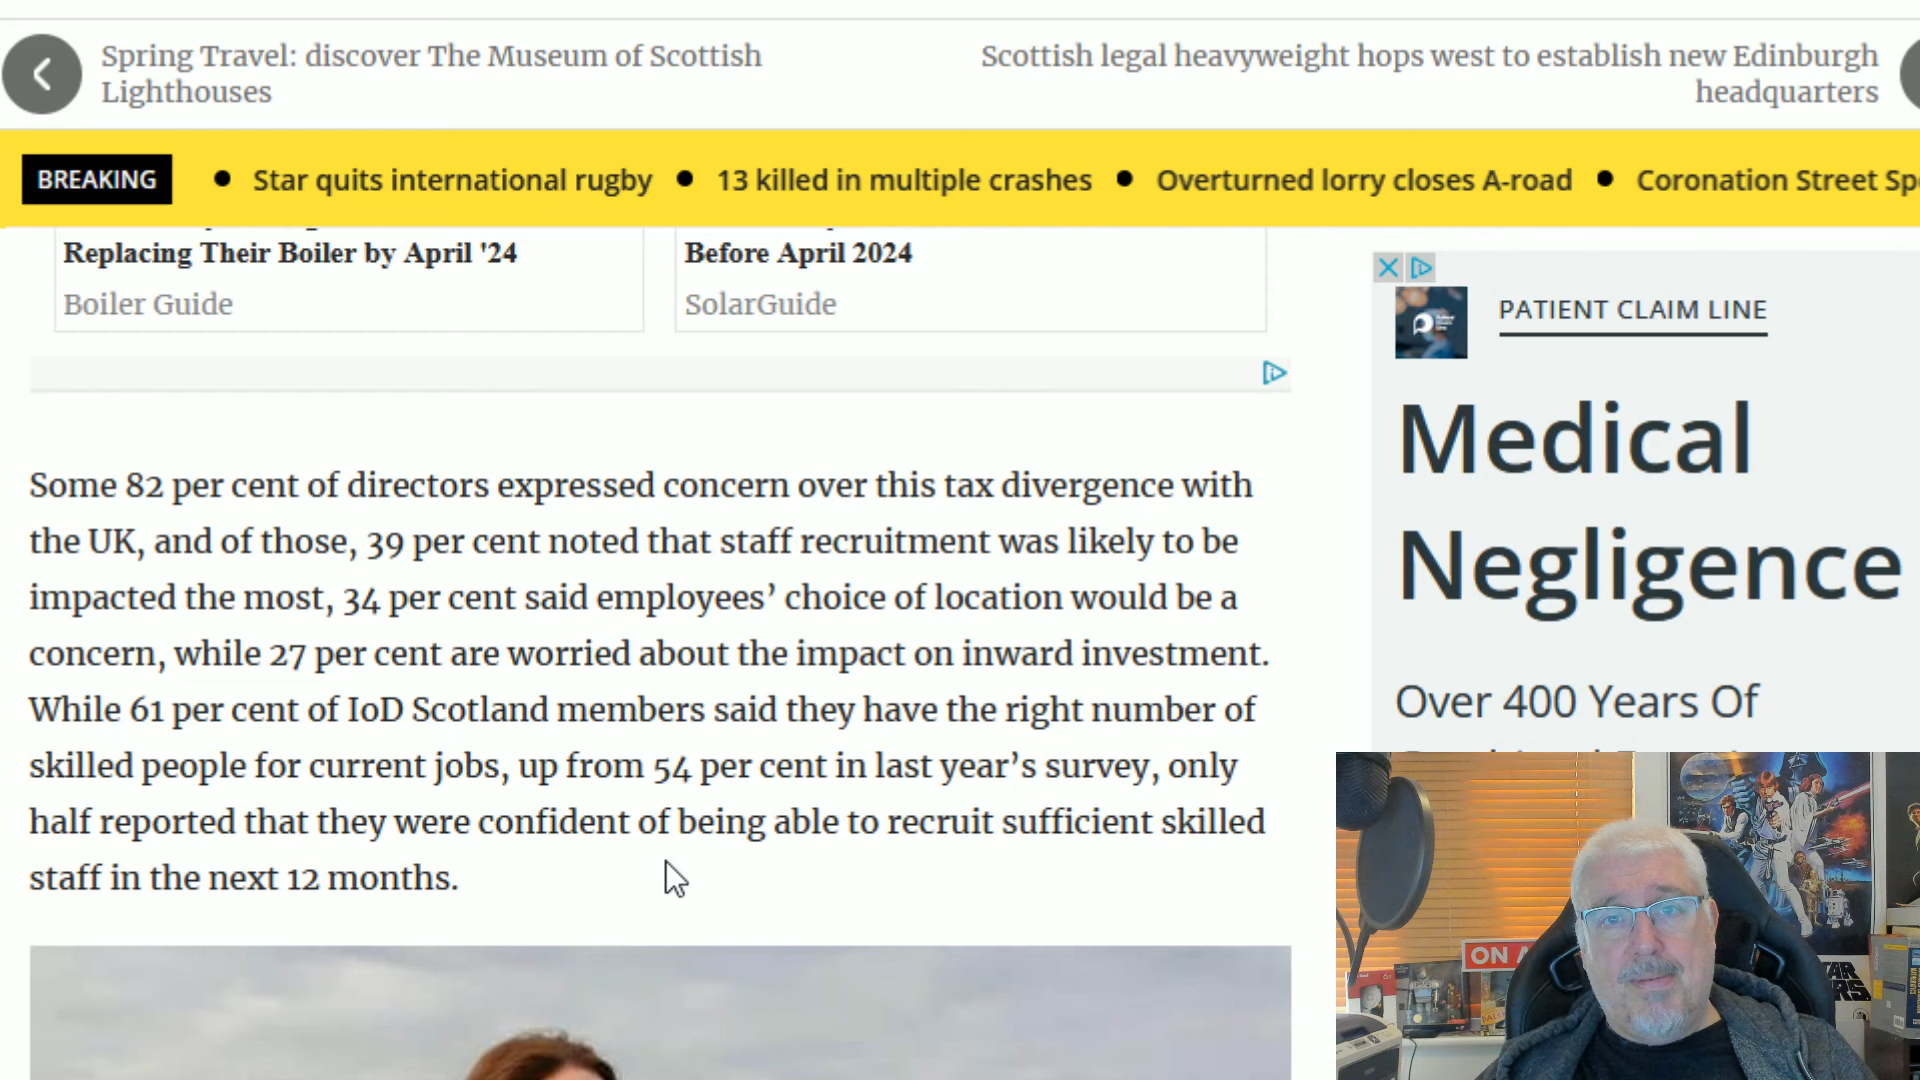 Spring Travel: discover The Museum of Scottish
Lighthouses
Scottish legal heavyweight hops west to establish new Edinburgh
headquarters
BREAKING
• Star quits international rugby • 13 killed in multiple crashes • Overturned lorry closes A-road • Coronation Street
Replacing Their Boiler by April '24
Boiler Guide
Before April 2024
SolarGuide
PATIENT CLAIM LINE
Medical
Negligence
Over 400 Years Of
Some 82 per cent of directors expressed concern over this tax divergence with
the UK, and of those, 39 per cent noted that staff recruitment was likely to be
impacted the most, 34 per cent said employees’ choice of location would be a
concern, while 27 per cent are worried about the impact on inward investment.
While 61 per cent of IoD Scotland members said they have the right number of
skilled people for current jobs, up from 54 per cent in last year’s survey, only
half reported that they were confident of being able to recruit sufficient skilled
staff in the next 12 months.
ON